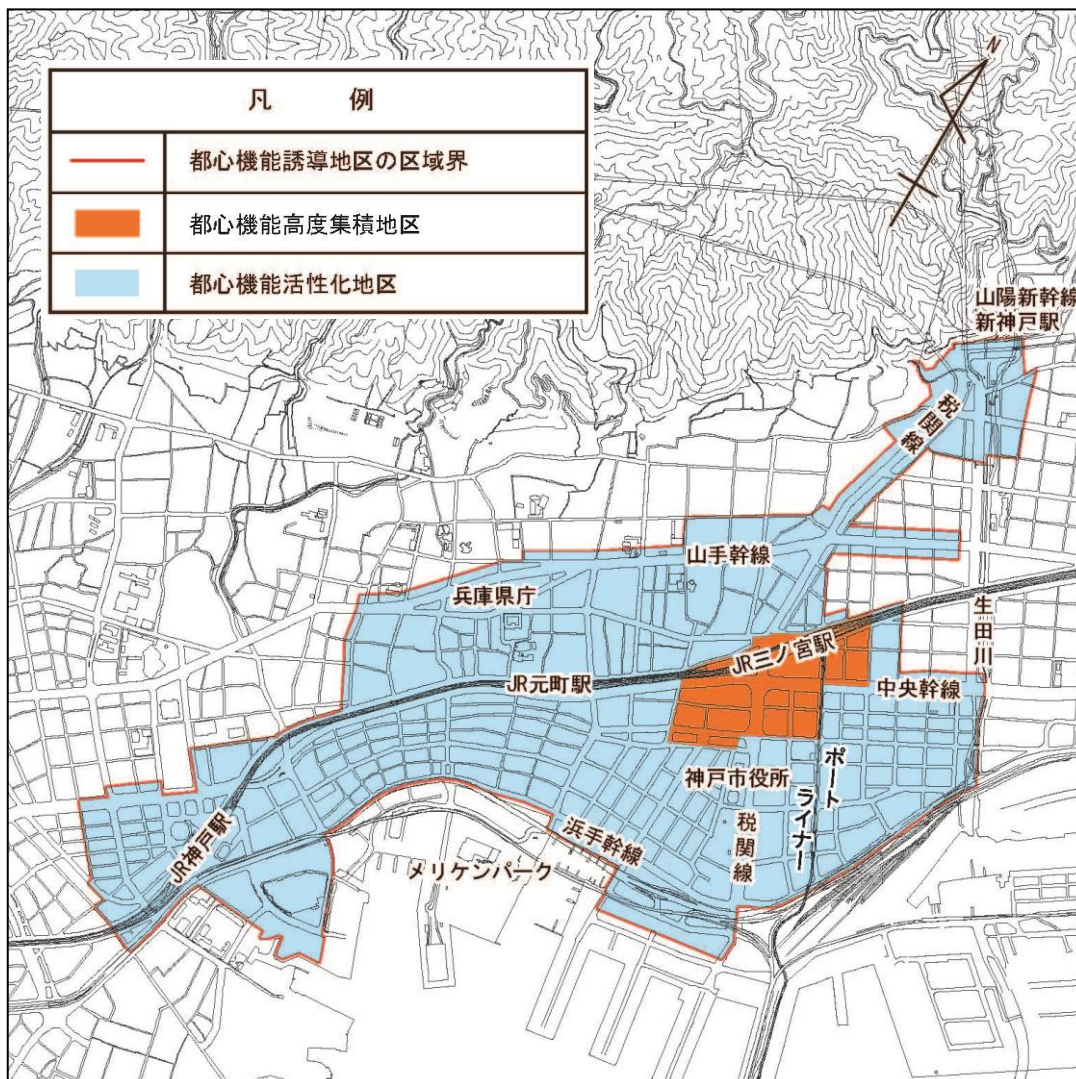 凡 例
都心機能誘導地区の区域界
都心機能高度集積地区
都心機能活性化地区
N
山陽新幹線
新神戸駅
税関線
山手幹線
兵庫県庁
生田川
JR三ノ宮駅
JR元町駅
中央幹線
神戸市役所
ポートライナー
税関線
浜手幹線
JR神戸駅
メリケンパーク